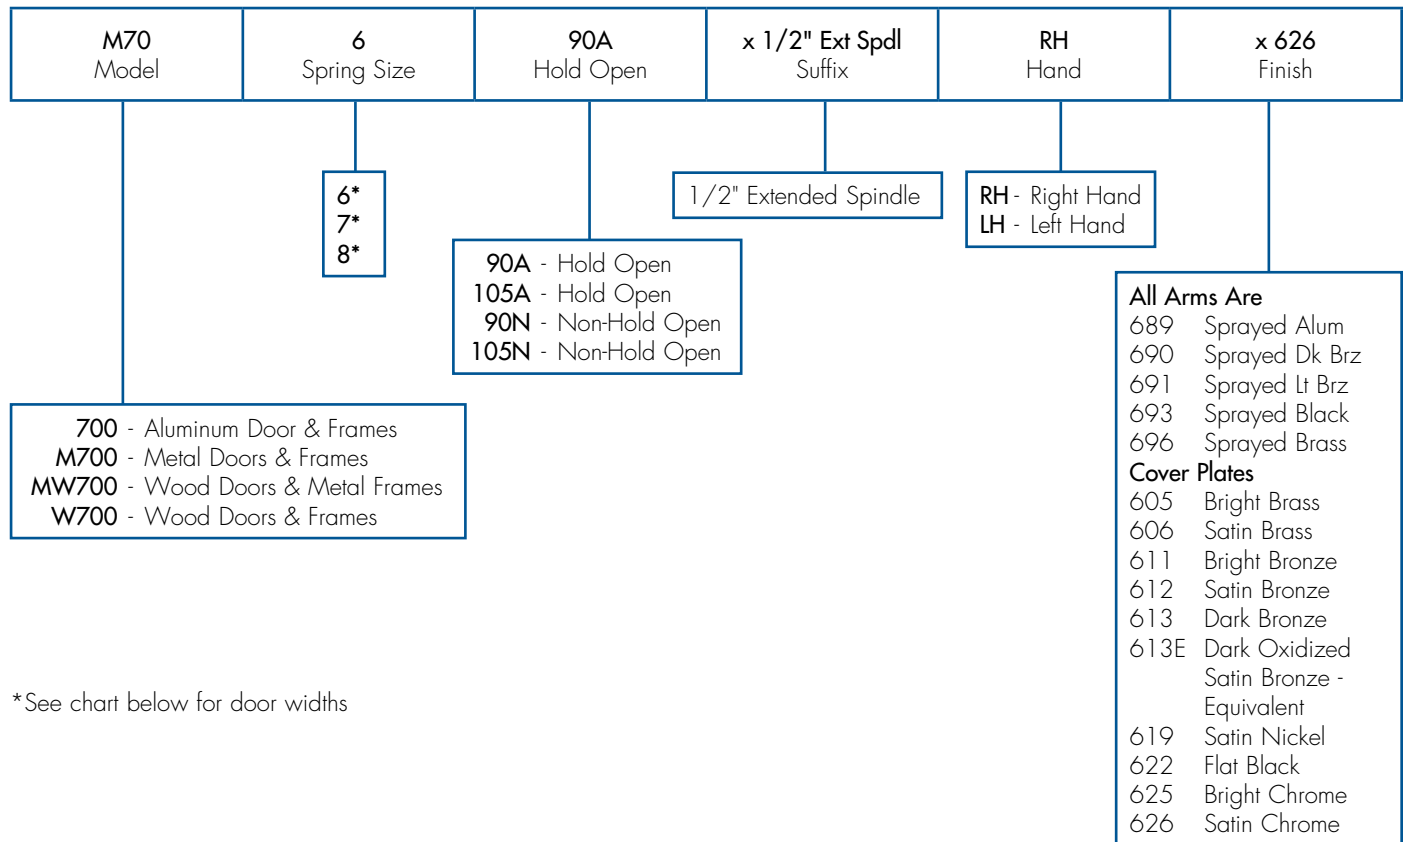 M70 6 90A x 1/2" Ext Spdl RH x 626
Model Spring Size Hold Open Suffix Hand Finish
6*
7*
8*
1/2" Extended Spindle
RH - Right Hand
LH - Left Hand
90A - Hold Open
105A - Hold Open
90N - Non-Hold Open
105N - Non-Hold Open
700 - Aluminum Door & Frames
M700 - Metal Doors & Frames
MW700 - Wood Doors & Metal Frames
W700 - Wood Doors & Frames
All Arms Are
689 Sprayed Alum
690 Sprayed Dk Brz
691 Sprayed Lt Brz
693 Sprayed Black
696 Sprayed Brass
Cover Plates
605 Bright Brass
606 Satin Brass
611 Bright Bronze
612 Satin Bronze
613 Dark Bronze
613E Dark Oxidized
Satin Bronze -
Equivalent
619 Satin Nickel
622 Flat Black
625 Bright Chrome
626 Satin Chrome
*See chart below for door widths